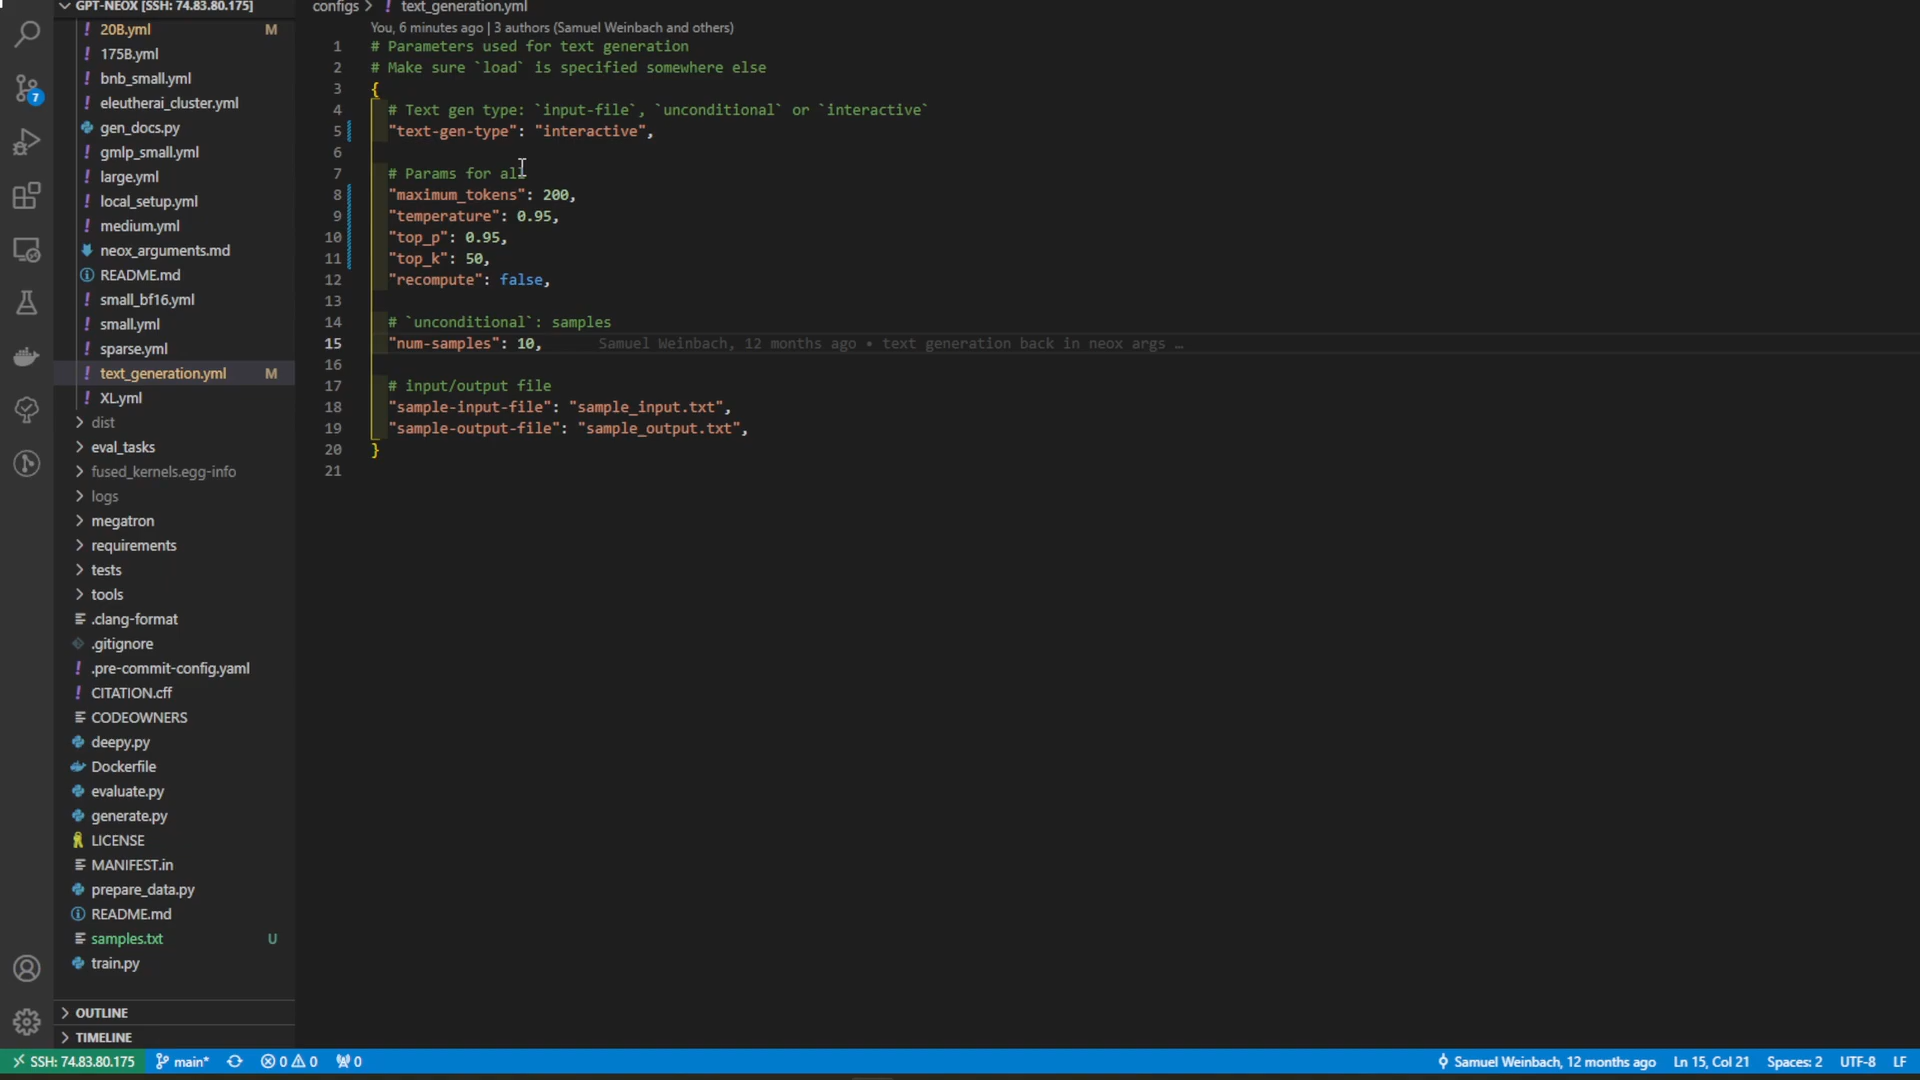 GPT-NEOX [SSH: 74.83.80.175]
20B.yml M
175B.yml
bnb_small.yml
eleutherai_cluster.yml
gen_docs.py
gmlp_small.yml
large.yml
local_setup.yml
medium.yml
neox_arguments.md
README.md
small_bf16.yml
small.yml
sparse.yml
text_generation.yml M
XL.yml
dist
eval_tasks
fused_kernels.egg-info
logs
megatron
requirements
tests
tools
.clang-format
.gitignore
.pre-commit-config.yaml
CITATION.cff
CODEOWNERS
deepy.py
Dockerfile
evaluate.py
generate.py
LICENSE
MANIFEST.in
prepare_data.py
README.md
samples.txt U
train.py
OUTLINE
TIMELINE
7
configs > ! text_generation.yml
You, 6 minutes ago | 3 authors (Samuel Weinbach and others)
1 # Parameters used for text generation
2 # Make sure `load` is specified somewhere else
3 {
4 # Text gen type: `input-file`, `unconditional` or `interactive`
5 "text-gen-type": "interactive",
6
7 # Params for all
8 "maximum_tokens": 200,
9 "temperature": 0.95,
10 "top_p": 0.95,
11 "top_k": 50,
12 "recompute": false,
13
14 # `unconditional`: samples
15 "num-samples": 10, Samuel Weinbach, 12 months ago • text generation back in neox args …
16
17 # input/output file
18 "sample-input-file": "sample_input.txt",
19 "sample-output-file": "sample_output.txt",
20 }
21
SSH: 74.83.80.175 main* 0 0 0 Samuel Weinbach, 12 months ago Ln 15, Col 21 Spaces: 2 UTF-8 LF